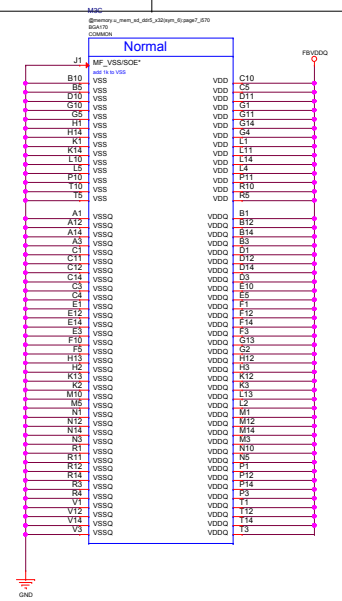 M3C
@memory.u_mem_sd_ddr5_x32(sym_6):page7_I570
BGA170
COMMON
Normal
FBVDDQ
J1 MF_VSS/SOE*
add 1k to VSS
B10 VSS VDD C10
B5 VSS VDD C5
D10 VSS VDD D11
G10 VSS VDD G1
G5 VSS VDD G11
H1 VSS VDD G14
H14 VSS VDD G4
K1 VSS VDD L1
K14 VSS VDD L11
L10 VSS VDD L14
L5 VSS VDD L4
P10 VSS VDD P11
T10 VSS VDD R10
T5 VSS VDD R5
A1 VSSQ VDDQ B1
A12 VSSQ VDDQ B12
A14 VSSQ VDDQ B14
A3 VSSQ VDDQ B3
C1 VSSQ VDDQ D1
C11 VSSQ VDDQ D12
C12 VSSQ VDDQ D14
C14 VSSQ VDDQ D3
C3 VSSQ VDDQ E10
C4 VSSQ VDDQ E5
E1 VSSQ VDDQ F1
E12 VSSQ VDDQ F12
E14 VSSQ VDDQ F14
E3 VSSQ VDDQ F3
F10 VSSQ VDDQ G13
F5 VSSQ VDDQ G2
H13 VSSQ VDDQ H12
H2 VSSQ VDDQ H3
K13 VSSQ VDDQ K12
K2 VSSQ VDDQ K3
M10 VSSQ VDDQ L13
M5 VSSQ VDDQ L2
N1 VSSQ VDDQ M1
N12 VSSQ VDDQ M12
N14 VSSQ VDDQ M14
N3 VSSQ VDDQ M3
R1 VSSQ VDDQ N10
R11 VSSQ VDDQ N5
R12 VSSQ VDDQ P1
R14 VSSQ VDDQ P12
R3 VSSQ VDDQ P14
R4 VSSQ VDDQ P3
V1 VSSQ VDDQ T1
V12 VSSQ VDDQ T12
V14 VSSQ VDDQ T14
V3 VSSQ VDDQ T3
GND